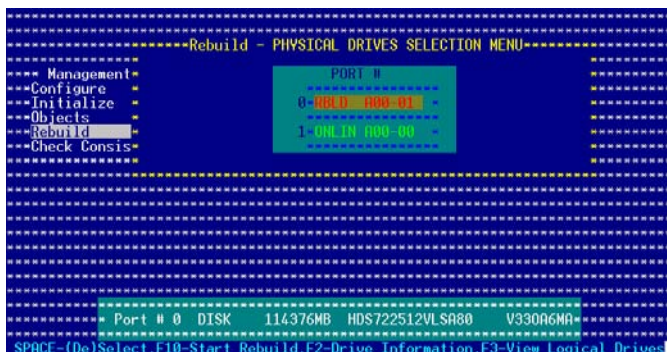 Rebuild - PHYSICAL DRIVES SELECTION MENU
Management
PORT #
Configure
Initialize
0 RBLD A00-01
Objects
Rebuild
1 ONLIN A00-00
Check Consis
Port # 0 DISK 114376MB HDS722512VLSA80 V33OA6MA
SPACE-(De)Select,F10-Start Rebuild,F2-Drive Information,F3-View Logical Drives